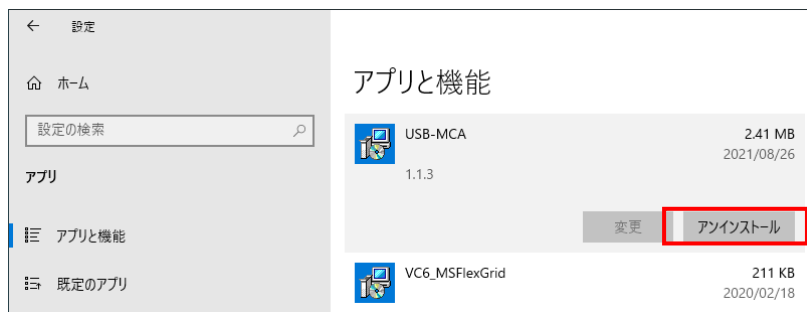 ← 設定
ホーム
設定の検索
アプリ
アプリと機能
既定のアプリ
アプリと機能
USB-MCA
2.41 MB
2021/08/26
1.1.3
変更
アンインストール
VC6_MSFlexGrid
211 KB
2020/02/18